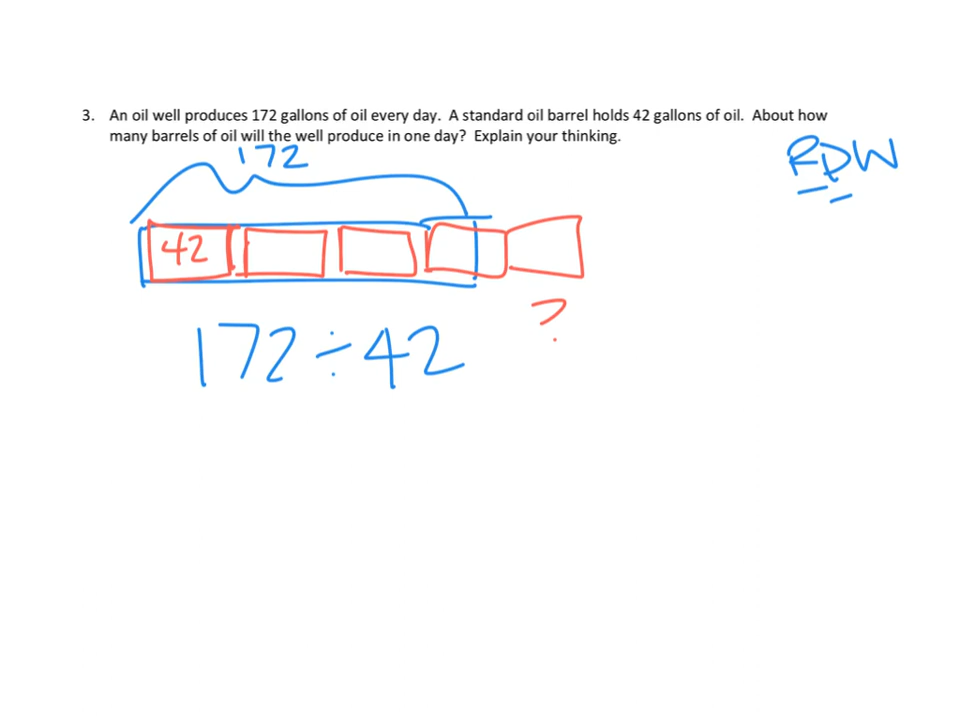 3. An oil well produces 172 gallons of oil every day. A standard oil barrel holds 42 gallons of oil. About how
many barrels of oil will the well produce in one day? Explain your thinking.
RDW
172
42
?
172 ÷ 42